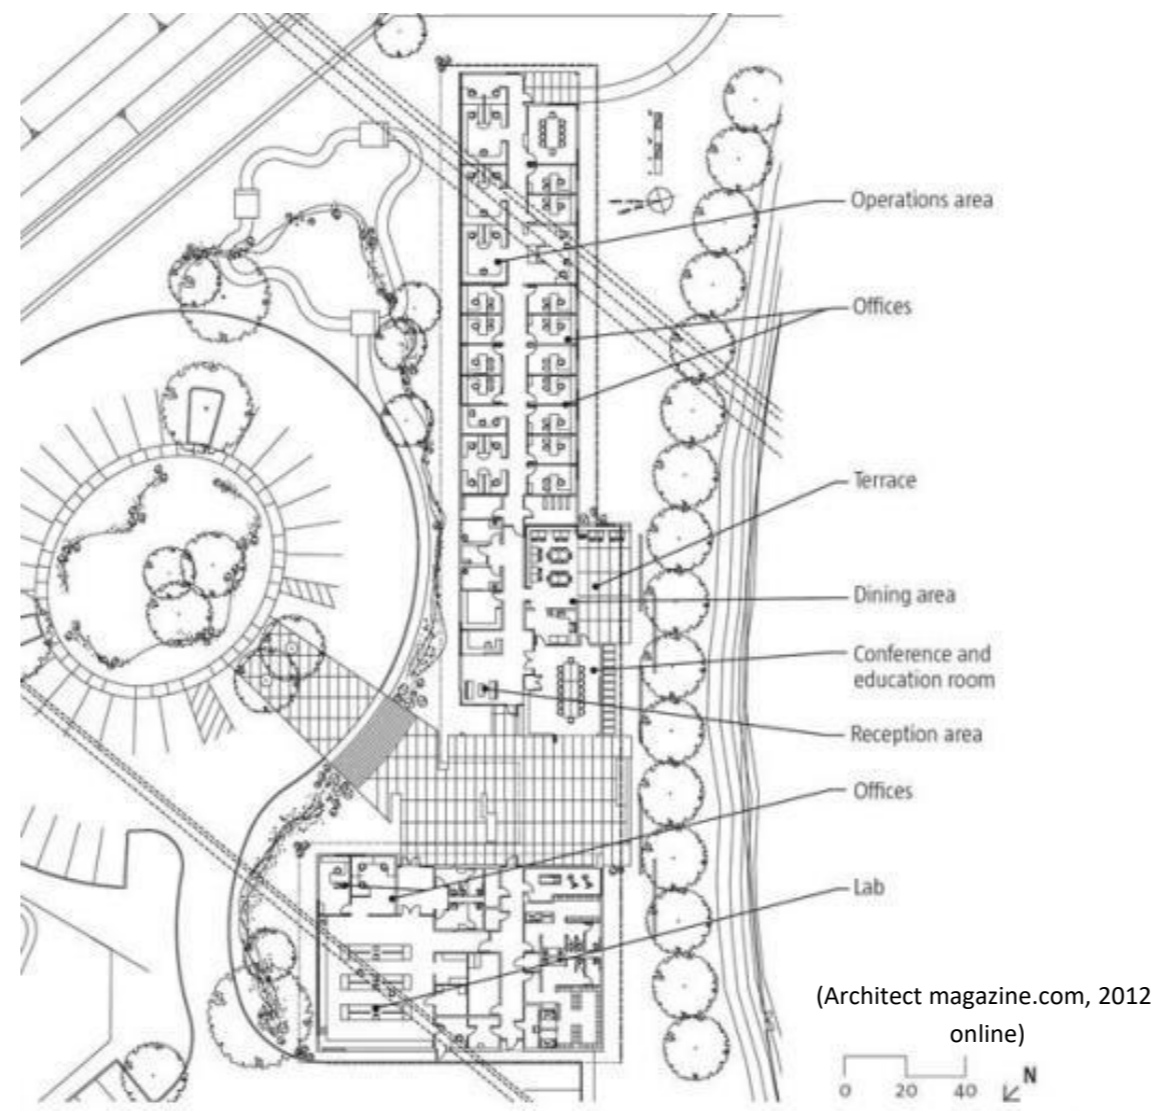 Operations area
Offices
Terrace
Dining area
Conference and
education room
Reception area
Offices
Lab
(Architect magazine.com, 2012
online)
N
0 20 40